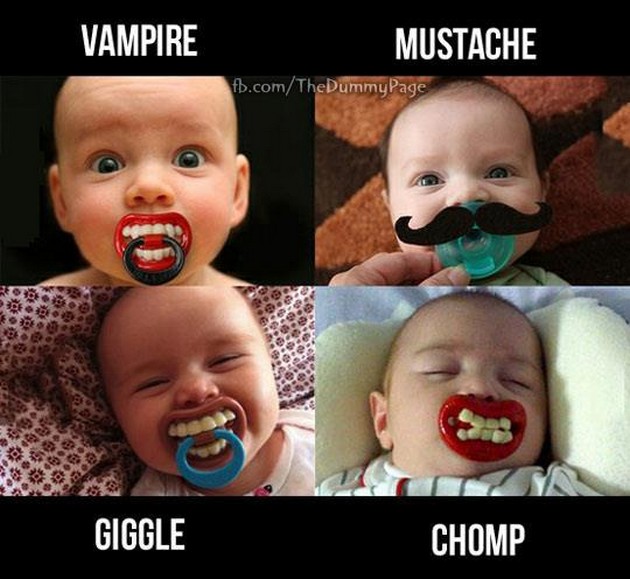 VAMPIRE
MUSTACHE
fb.com/TheDummyPage
GIGGLE
CHOMP